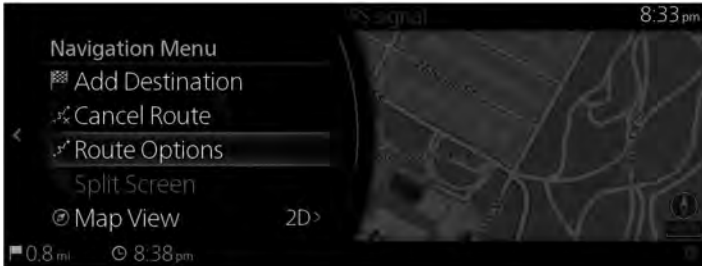 signal
8:33 pm
Navigation Menu
Add Destination
Cancel Route
Route Options
Split Screen
Map View 2D
0.8 mi 8:38 pm